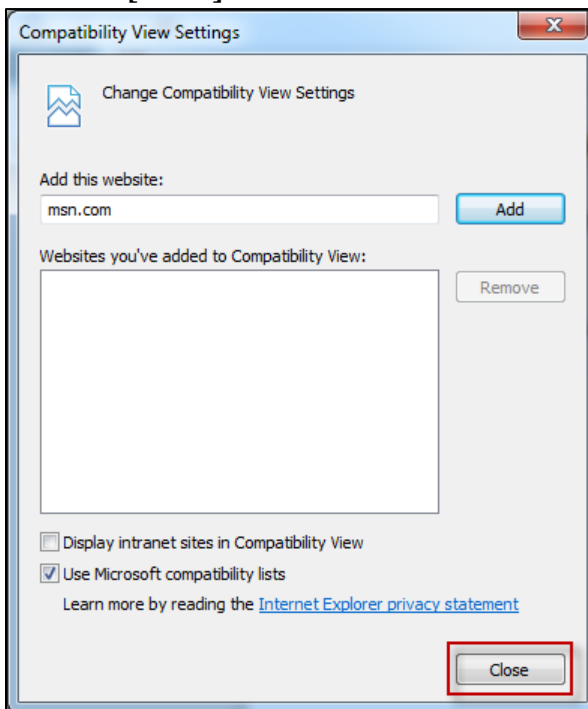 Compatibility View Settings
Change Compatibility View Settings
Add this website:
msn.com
Add
Websites you've added to Compatibility View:
Remove
Display intranet sites in Compatibility View
Use Microsoft compatibility lists
Learn more by reading the Internet Explorer privacy statement
Close